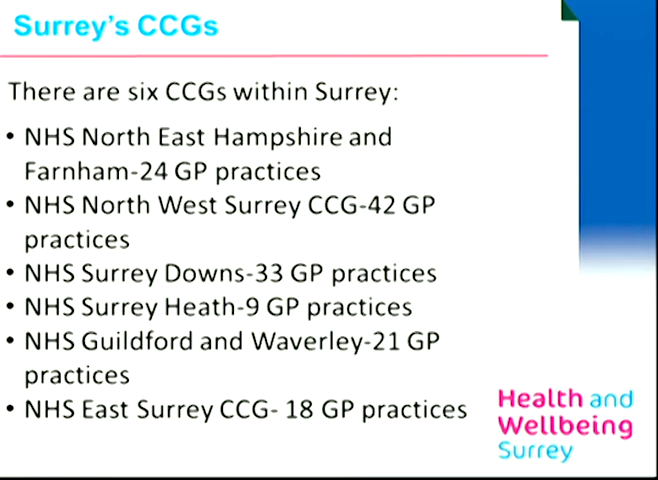 Surrey's CCGs
There are six CCGs within Surrey:
• NHS North East Hampshire and
Farnham-24 GP practices
• NHS North West Surrey CCG-42 GP
practices
• NHS Surrey Downs-33 GP practices
• NHS Surrey Heath-9 GP practices
• NHS Guildford and Waverley-21 GP
practices
• NHS East Surrey CCG- 18 GP practices
Health and
Wellbeing
Surrey